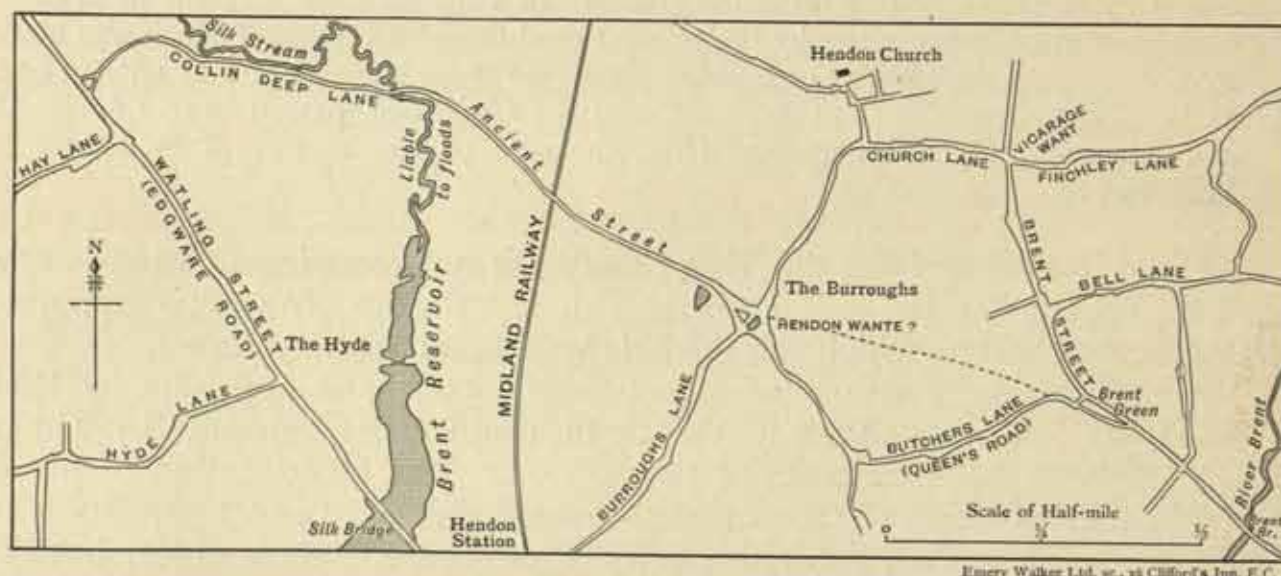 Silk Stream
COLLIN DEEP LANE
Ancient
Street
Hendon Church
HAY LANE
WATLING STREET
(EDGWARE ROAD)
Liable
to floods
VICARAGE
WANT
CHURCH LANE
FINCHLEY LANE
N
MIDLAND RAILWAY
BRENT STREET
BELL LANE
The Burroughs
HENDON WANTE ?
The Hyde
Brent Reservoir
HYDE LANE
BURROUGHS LANE
Brent
Green
BUTCHERS LANE
(QUEEN'S ROAD)
River Brent
Silk Bridge
Hendon
Station
Scale of Half-mile
0
Brent
Br.
Emery Walker Ltd. sc., 16 Clifford's Inn, E.C.